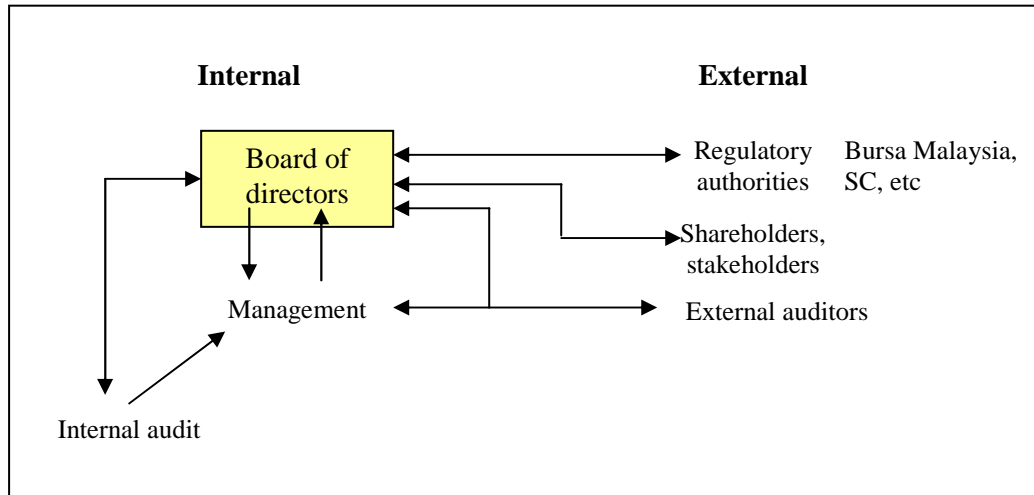 Internal
External
Board of
directors
Regulatory
authorities
Bursa Malaysia,
SC, etc
Shareholders,
stakeholders
Management
External auditors
Internal audit